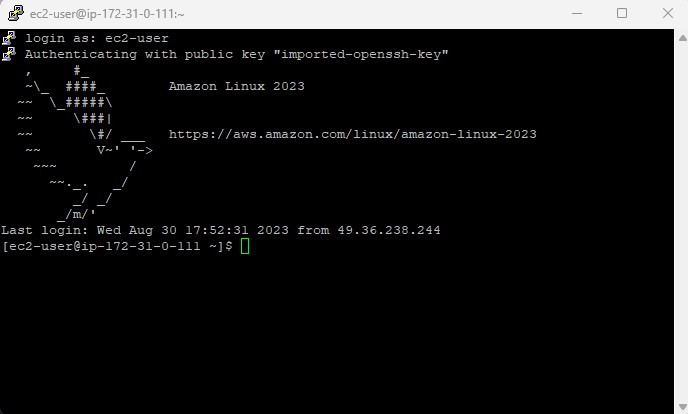 ec2-user@ip-172-31-0-111:~
login as: ec2-user
Authenticating with public key "imported-openssh-key"
   ,     #_
   ~\_  ####_        Amazon Linux 2023
  ~~  \_#####\
  ~~     \###|
  ~~       \#/ ___   https://aws.amazon.com/linux/amazon-linux-2023
   ~~       V~' '->
    ~~~         /
      ~~._.   _/
         _/ _/
       _/m/'
Last login: Wed Aug 30 17:52:31 2023 from 49.36.238.244
[ec2-user@ip-172-31-0-111 ~]$